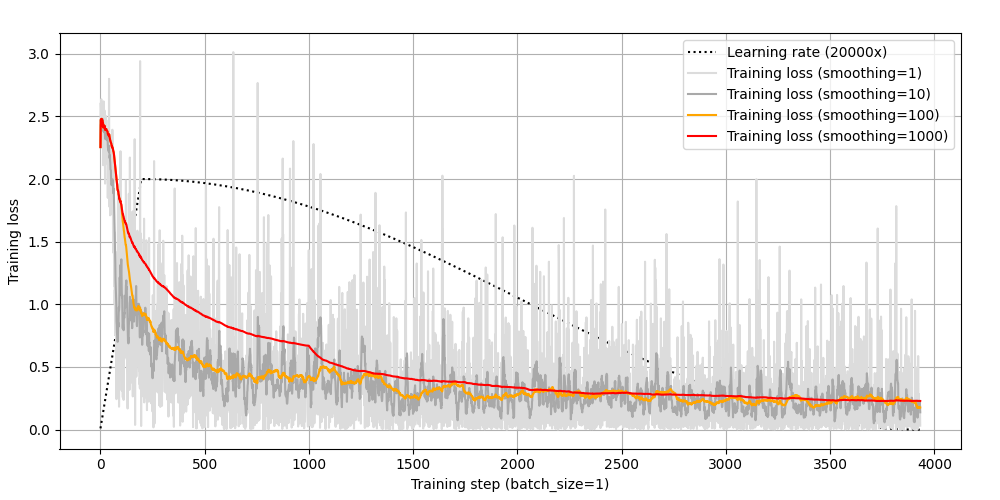 3.0
2.5
2.0
1.5
1.0
0.5
0.0
Training loss
Learning rate (20000x)
Training loss (smoothing=1)
Training loss (smoothing=10)
Training loss (smoothing=100)
Training loss (smoothing=1000)
0 500 1000 1500 2000 2500 3000 3500 4000
Training step (batch_size=1)